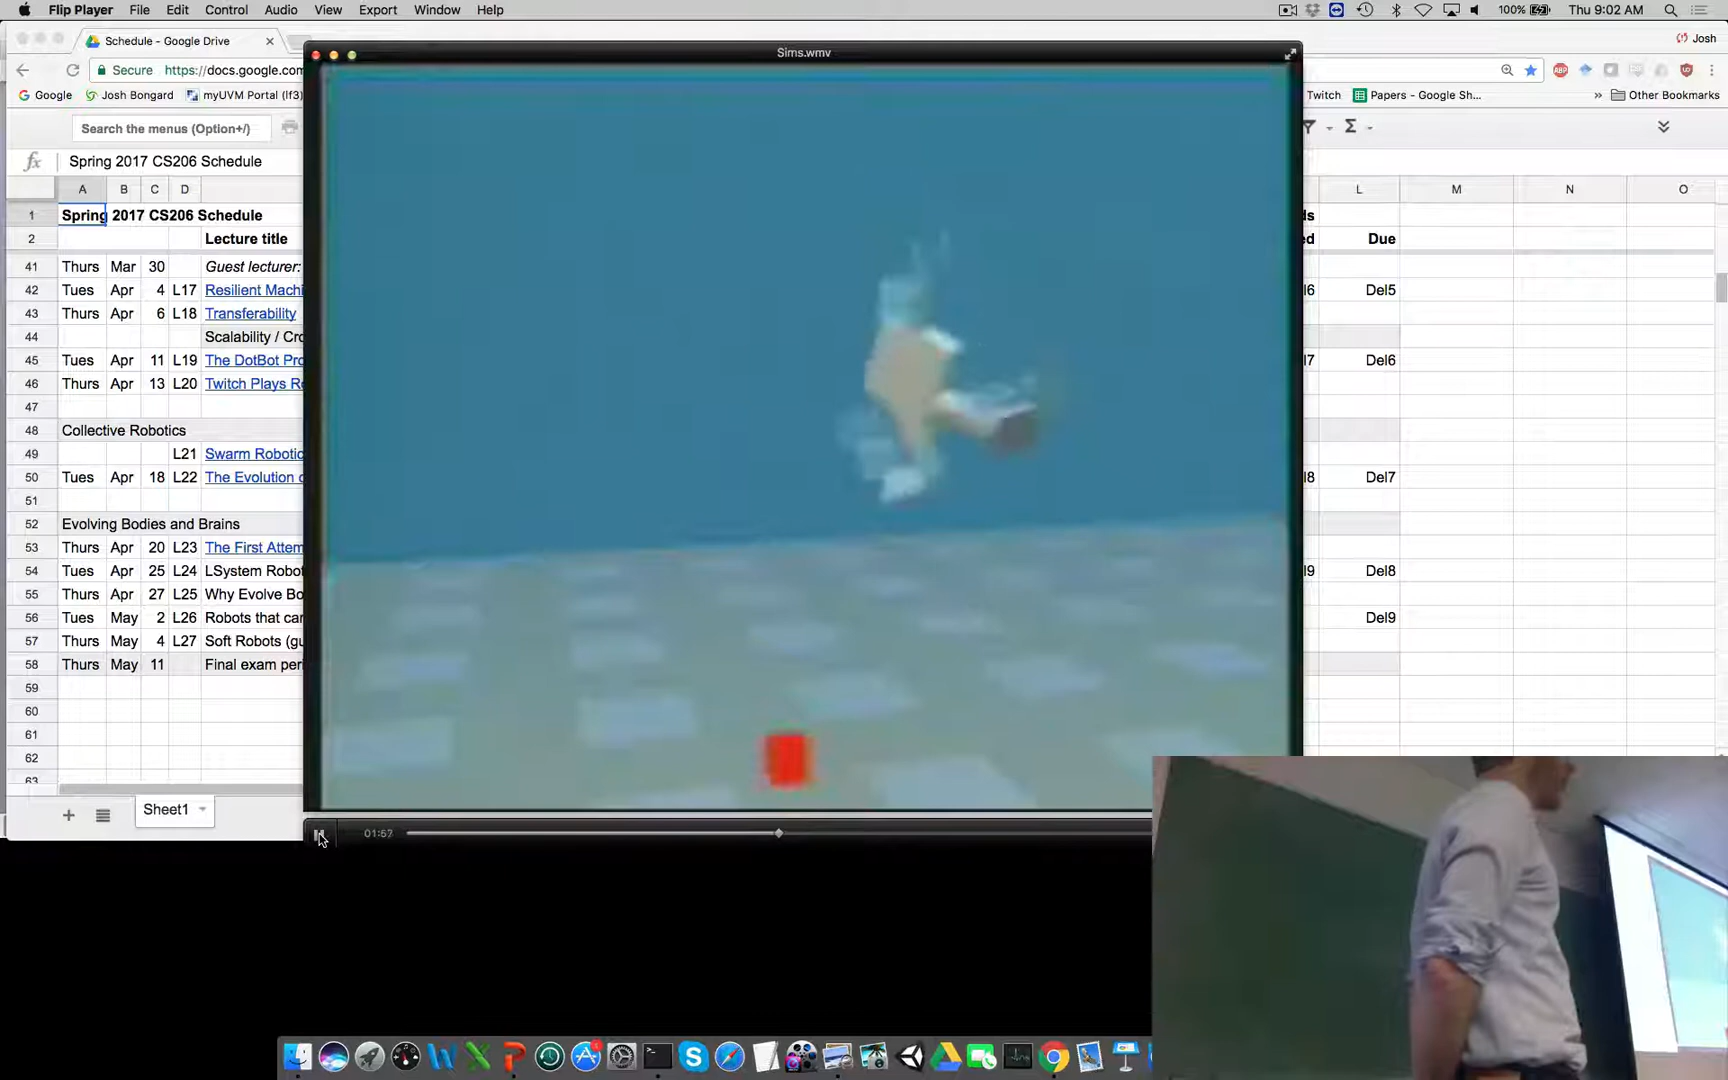 Flip Player File Edit Control Audio View Export Window Help 100% Thu 9:02 AM
Schedule - Google Drive Josh
Sims.wmv
Secure https://docs.google.com
Google Josh Bongard myUVM Portal (lf3) Twitch Papers - Google Sh... » Other Bookmarks
Search the menus (Option+/)
fx Spring 2017 CS206 Schedule
A B C D L M N O
1 Spring 2017 CS206 Schedule
2 Lecture title Due
41 Thurs Mar 30 Guest lecturer:
42 Tues Apr 4 L17 Resilient Machi l6 Del5
43 Thurs Apr 6 L18 Transferability
44 Scalability / Cro
45 Tues Apr 11 L19 The DotBot Pro l7 Del6
46 Thurs Apr 13 L20 Twitch Plays R
47
48 Collective Robotics
49 L21 Swarm Robotic
50 Tues Apr 18 L22 The Evolution o l8 Del7
51
52 Evolving Bodies and Brains
53 Thurs Apr 20 L23 The First Attem
54 Tues Apr 25 L24 LSystem Robot l9 Del8
55 Thurs Apr 27 L25 Why Evolve Bo
56 Tues May 2 L26 Robots that can Del9
57 Thurs May 4 L27 Soft Robots (gu
58 Thurs May 11 Final exam peri
59
60
61
62
63
Sheet1
01:57